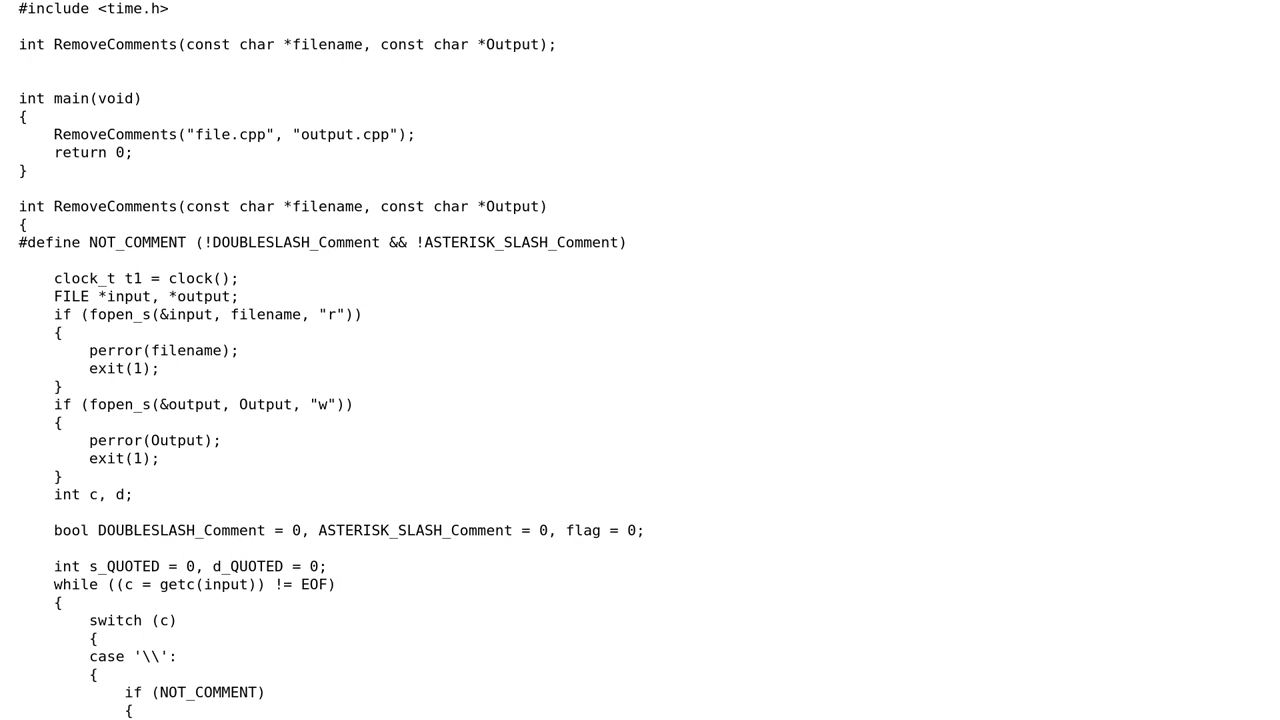 #include <time.h>

int RemoveComments(const char *filename, const char *Output);


int main(void)
{
    RemoveComments("file.cpp", "output.cpp");
    return 0;
}

int RemoveComments(const char *filename, const char *Output)
{
#define NOT_COMMENT (!DOUBLESLASH_Comment && !ASTERISK_SLASH_Comment)

    clock_t t1 = clock();
    FILE *input, *output;
    if (fopen_s(&input, filename, "r"))
    {
        perror(filename);
        exit(1);
    }
    if (fopen_s(&output, Output, "w"))
    {
        perror(Output);
        exit(1);
    }
    int c, d;

    bool DOUBLESLASH_Comment = 0, ASTERISK_SLASH_Comment = 0, flag = 0;

    int s_QUOTED = 0, d_QUOTED = 0;
    while ((c = getc(input)) != EOF)
    {
        switch (c)
        {
        case '\\':
        {
            if (NOT_COMMENT)
            {